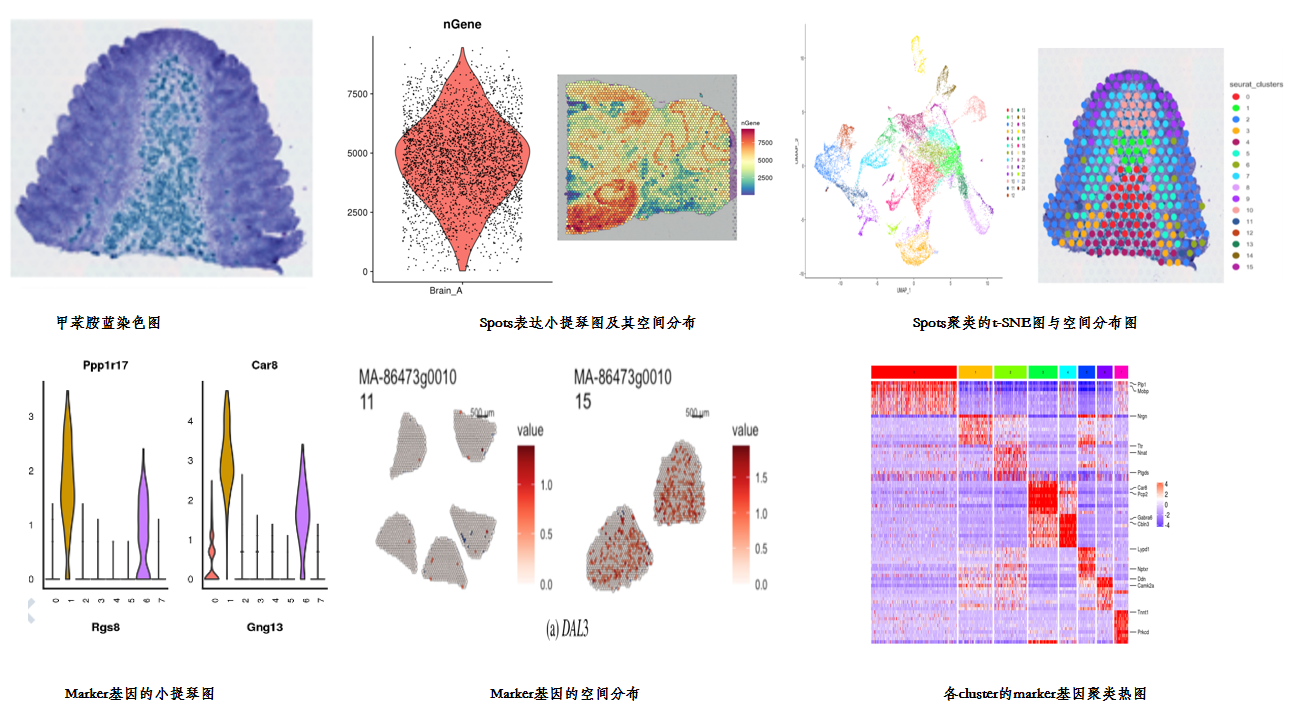 nGene
7500
5000
2500
0
Brain_A
nGene
7500
5000
2500
UMAP_1
seurat_clusters
0
1
2
3
4
5
6
7
8
9
10
11
12
13
14
15
甲苯胺蓝染色图
Spots表达小提琴图及其空间分布
Spots聚类的t-SNE图与空间分布图
Ppp1r17
3
2
1
0
0 1 2 3 4 5 6 7
Rgs8
Car8
4
3
2
1
0
0 1 2 3 4 5 6 7
Gng13
MA-86473g0010
11
500 μm
value
1.0
0.5
0.0
MA-86473g0010
15
500 μm
value
1.5
1.0
0.5
0.0
(a) DAL3
Plp1
Mobp
Nrgn
Ttr
Nnat
Ptgds
Car8
Pcp2
Gabra6
Cbln3
Lypd1
Nptxr
Ddn
Camk2a
Tnnt1
Prkcd
4
2
0
-2
-4
Marker基因的小提琴图
Marker基因的空间分布
各cluster的marker基因聚类热图